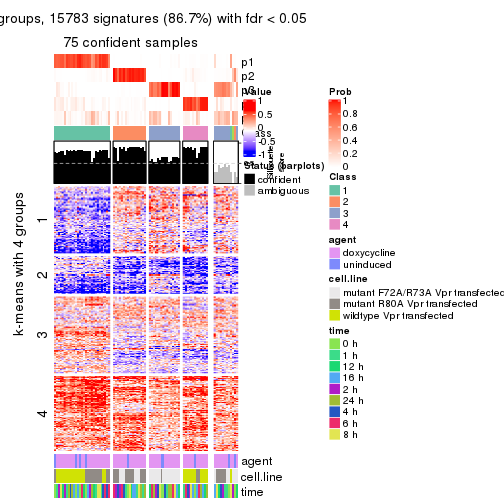 groups, 15783 signatures (86.7%) with fdr < 0.05
75 confident samples
p1
p2
value
1
0.5
0
-0.5
-1
Status (barplots)
confident
ambiguous
Silhouette
score
Prob
1
0.8
0.6
0.4
0.2
0
Class
1
2
3
4
agent
doxycycline
uninduced
cell.line
mutant F72A/R73A Vpr transfected
mutant R80A Vpr transfected
wildtype Vpr transfected
time
0 h
1 h
12 h
16 h
2 h
24 h
4 h
6 h
8 h
k-means with 4 groups
1
2
3
4
agent
cell.line
time